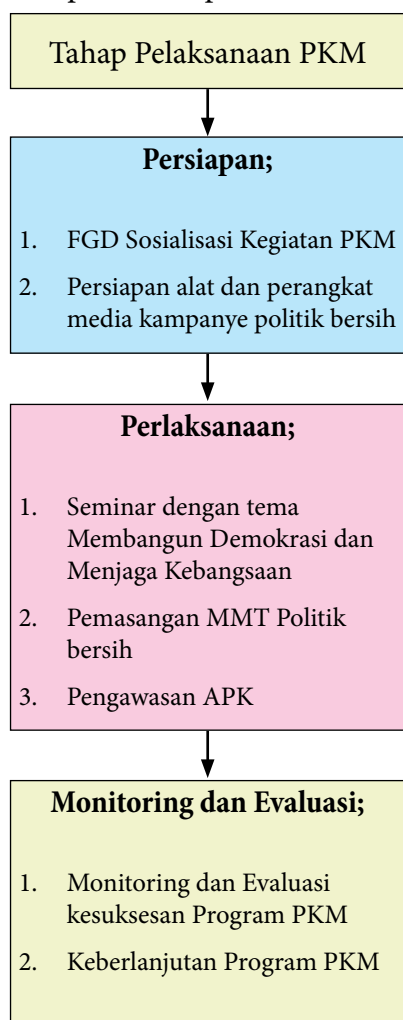 Tahap Pelaksanaan PKM
Persiapan;
1. FGD Sosialisasi Kegiatan PKM
2. Persiapan alat dan perangkat
media kampanye politik bersih
Perlaksanaan;
1. Seminar dengan tema
Membangun Demokrasi dan
Menjaga Kebangsaan
2. Pemasangan MMT Politik
bersih
3. Pengawasan APK
Monitoring dan Evaluasi;
1. Monitoring dan Evaluasi
kesuksesan Program PKM
2. Keberlanjutan Program PKM